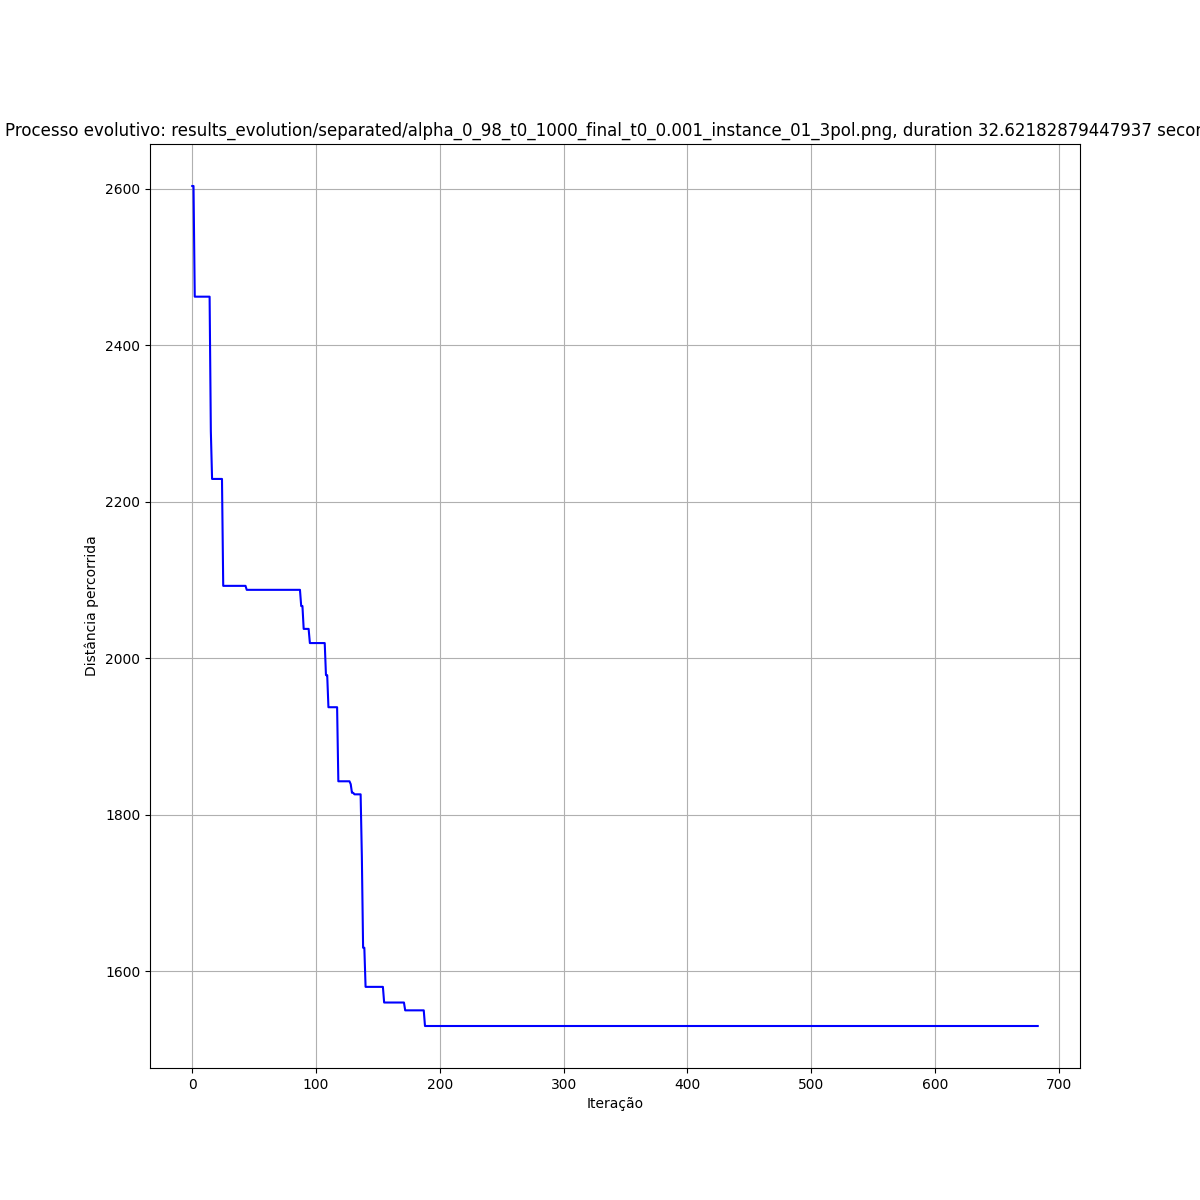 Processo evolutivo: results_evolution/separated/alpha_0_98_t0_1000_final_t0_0.001_instance_01_3pol.png, duration 32.62182879447937
2600
2400
2200
2000
1800
1600
Distância percorrida
0 100 200 300 400 500 600 700
Iteração